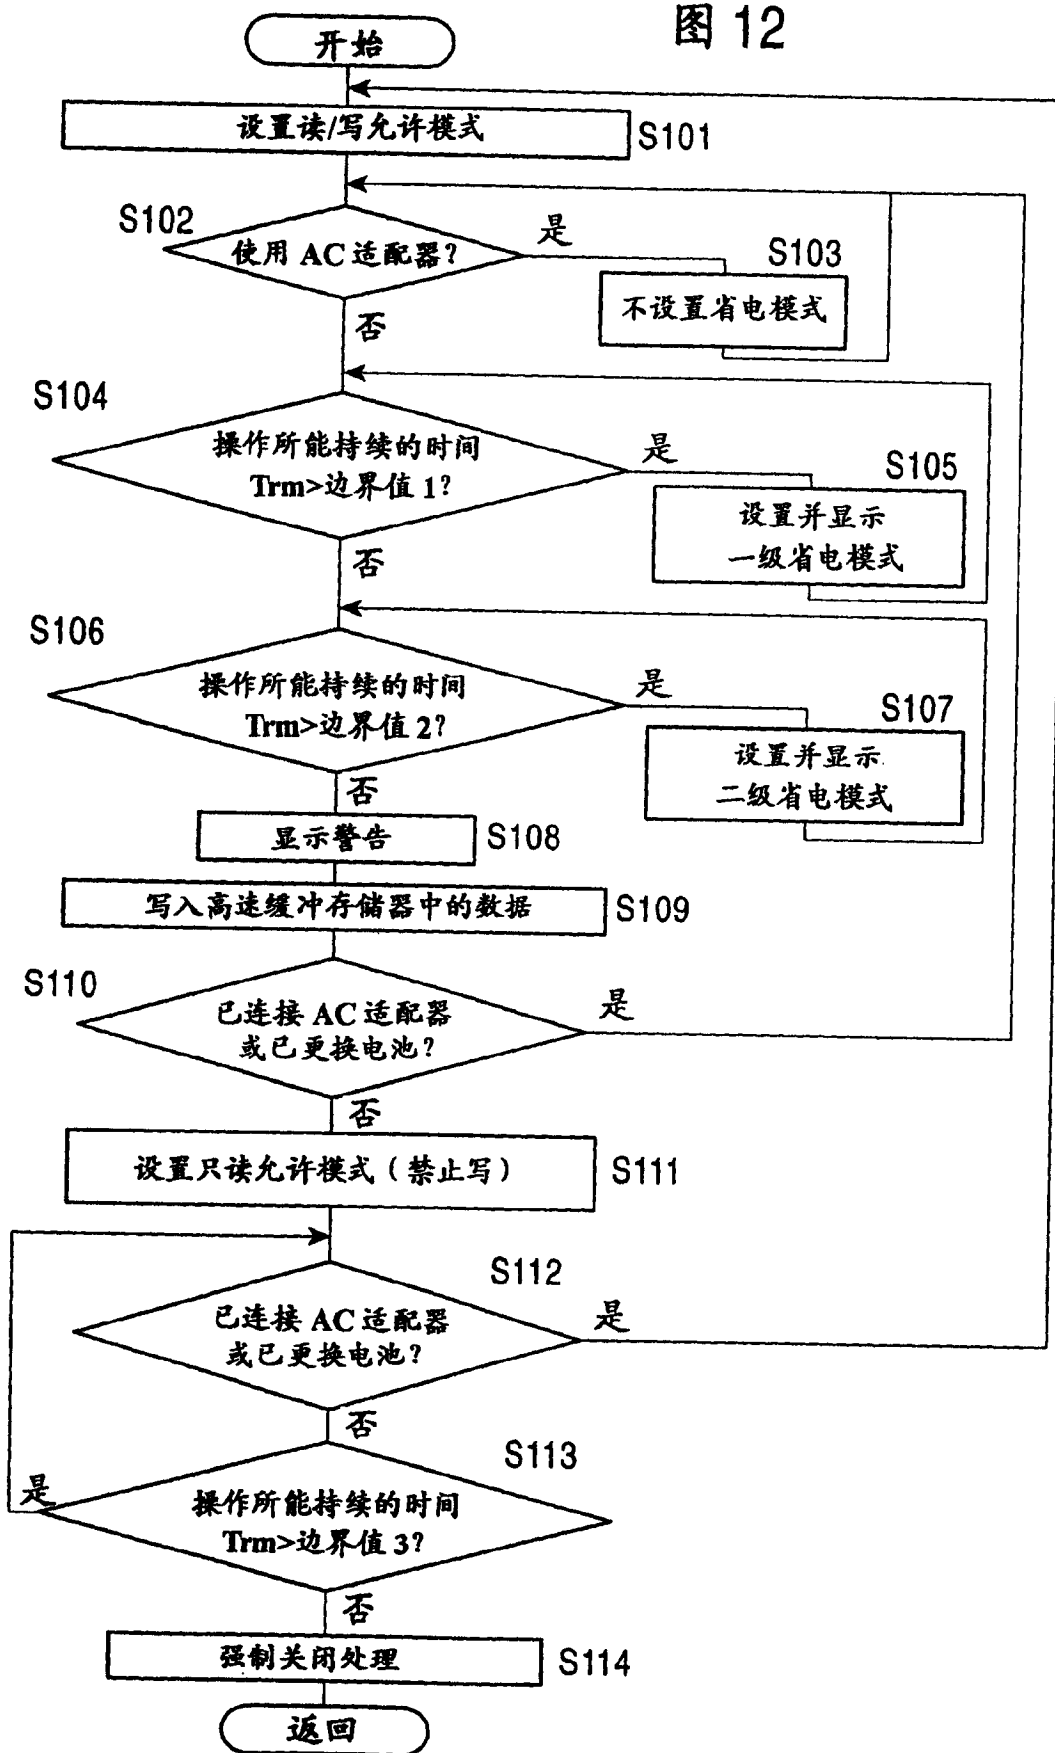 图 12
开始
设置读/写允许模式
S101
S102
使用 AC 适配器?
是
S103
不设置省电模式
否
S104
操作所能持续的时间
Trm>边界值 1?
是
S105
设置并显示
一级省电模式
否
S106
操作所能持续的时间
Trm>边界值 2?
是
S107
设置并显示
二级省电模式
否
显示警告
S108
写入高速缓冲存储器中的数据
S109
S110
已连接 AC 适配器
或已更换电池?
是
否
设置只读允许模式(禁止写)
S111
S112
已连接 AC 适配器
或已更换电池?
是
否
S113
是
操作所能持续的时间
Trm>边界值 3?
否
强制关闭处理
S114
返回